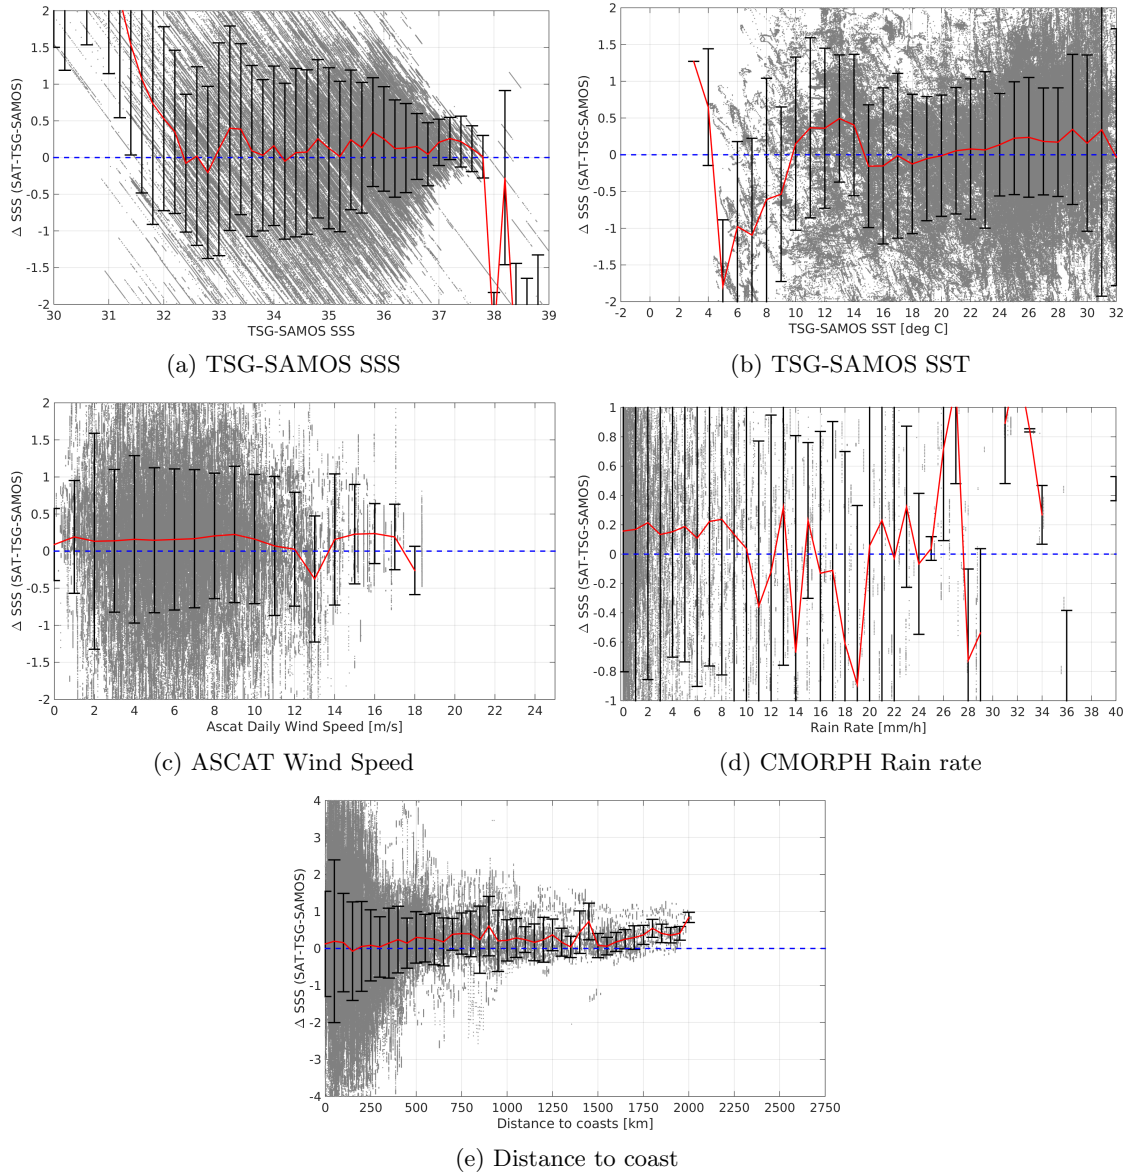 2
1.5
1
0.5
0
-0.5
-1
-1.5
-2
Δ SSS (SAT-TSG-SAMOS)
30 31 32 33 34 35 36 37 38 39
TSG-SAMOS SSS
(a) TSG-SAMOS SSS
2
1.5
1
0.5
0
-0.5
-1
-1.5
-2
Δ SSS (SAT-TSG-SAMOS)
-2 0 2 4 6 8 10 12 14 16 18 20 22 24 26 28 30 32
TSG-SAMOS SST [deg C]
(b) TSG-SAMOS SST
2
1.5
1
0.5
0
-0.5
-1
-1.5
-2
Δ SSS (SAT-TSG-SAMOS)
0 2 4 6 8 10 12 14 16 18 20 22 24
Ascat Daily Wind Speed [m/s]
(c) ASCAT Wind Speed
1
0.8
0.6
0.4
0.2
0
-0.2
-0.4
-0.6
-0.8
-1
Δ SSS (SAT-TSG-SAMOS)
0 2 4 6 8 10 12 14 16 18 20 22 24 26 28 30 32 34 36 38 40
Rain Rate [mm/h]
(d) CMORPH Rain rate
4
3
2
1
0
-1
-2
-3
-4
Δ SSS (SAT-TSG-SAMOS)
0 250 500 750 1000 1250 1500 1750 2000 2250 2500 2750
Distance to coasts [km]
(e) Distance to coast